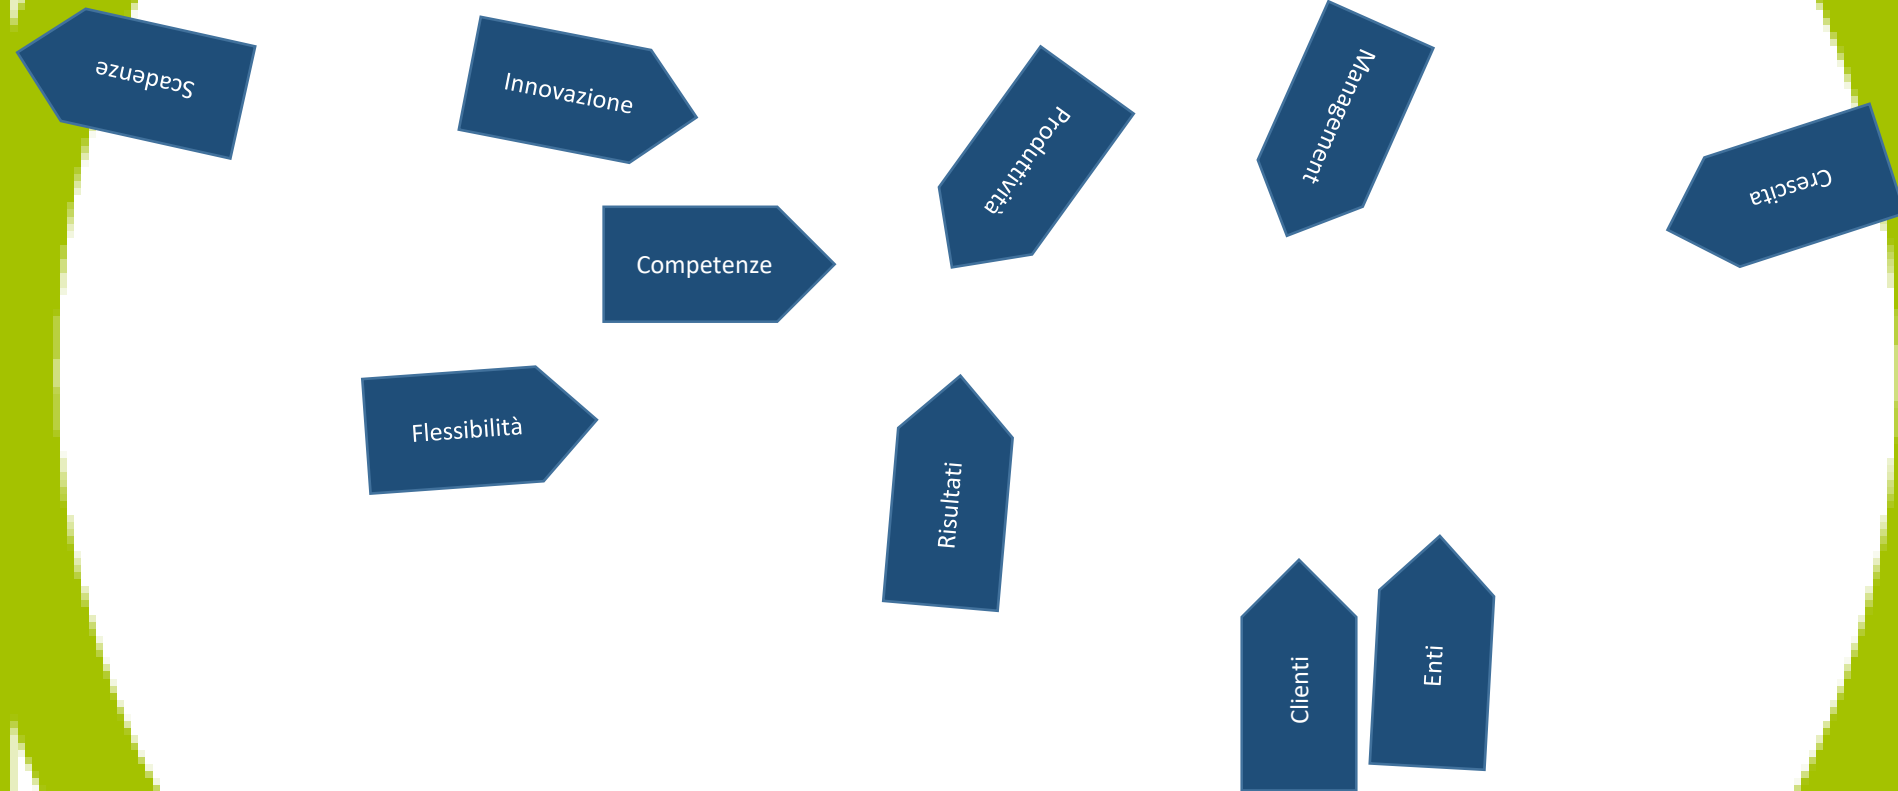 Scadenze
Innovazione
Produttività
Management
Crescita
Competenze
Flessibilità
Risultati
Clienti
Enti